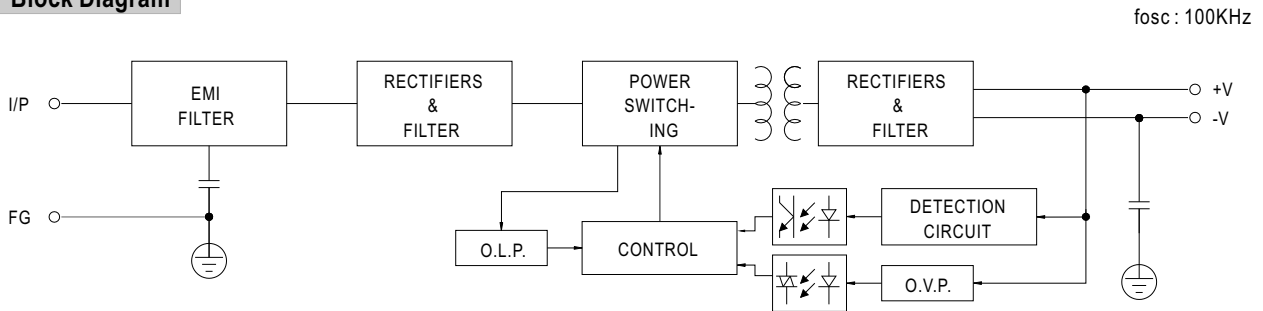 Block Diagram
fosc : 100KHz
I/P
EMI
FILTER
RECTIFIERS
&
FILTER
POWER
SWITCH-
ING
RECTIFIERS
&
FILTER
+V
-V
FG
O.L.P.
CONTROL
DETECTION
CIRCUIT
O.V.P.